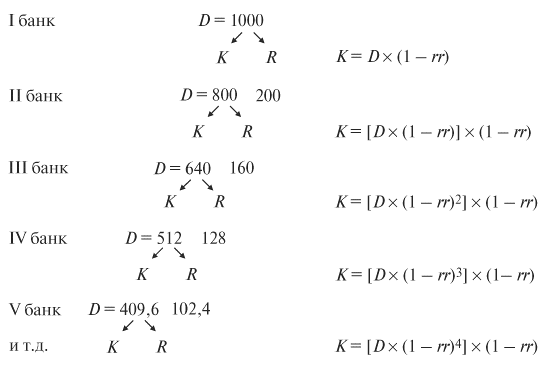 I банк D = 1000
K R K = D × (1 – rr)
II банк D = 800 200
K R K = [D × (1 – rr)] × (1 – rr)
III банк D = 640 160
K R K = [D × (1 – rr)²] × (1 – rr)
IV банк D = 512 128
K R K = [D × (1 – rr)³] × (1– rr)
V банк D = 409,6 102,4
и т.д. K R K = [D × (1 – rr)⁴] × (1 – rr)